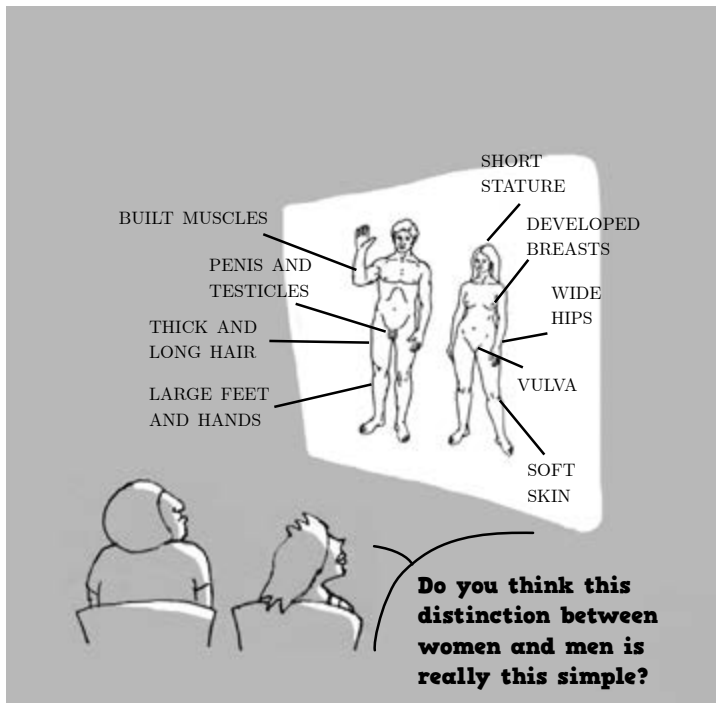 SHORT
STATURE
BUILT MUSCLES
DEVELOPED
BREASTS
PENIS AND
TESTICLES
WIDE
HIPS
THICK AND
LONG HAIR
VULVA
LARGE FEET
AND HANDS
SOFT
SKIN
Do you think this
distinction between
women and men is
really this simple?